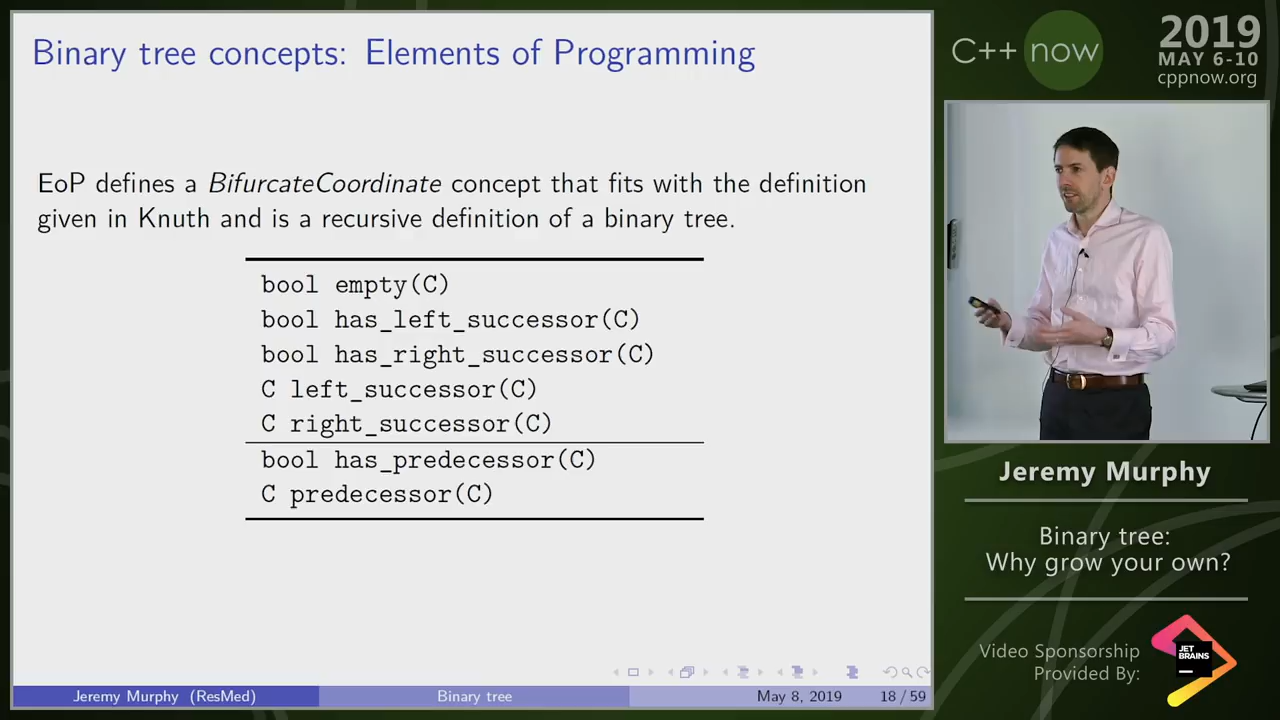 Binary tree concepts: Elements of Programming
EoP defines a BifurcateCoordinate concept that fits with the definition
given in Knuth and is a recursive definition of a binary tree.
bool empty(C)
bool has_left_successor(C)
bool has_right_successor(C)
C left_successor(C)
C right_successor(C)
bool has_predecessor(C)
C predecessor(C)
Jeremy Murphy (ResMed)
Binary tree
May 8, 2019
18 / 59
C++ now
2019
MAY 6-10
cppnow.org
Jeremy Murphy
Binary tree:
Why grow your own?
Video Sponsorship
Provided By:
JET
BRAINS